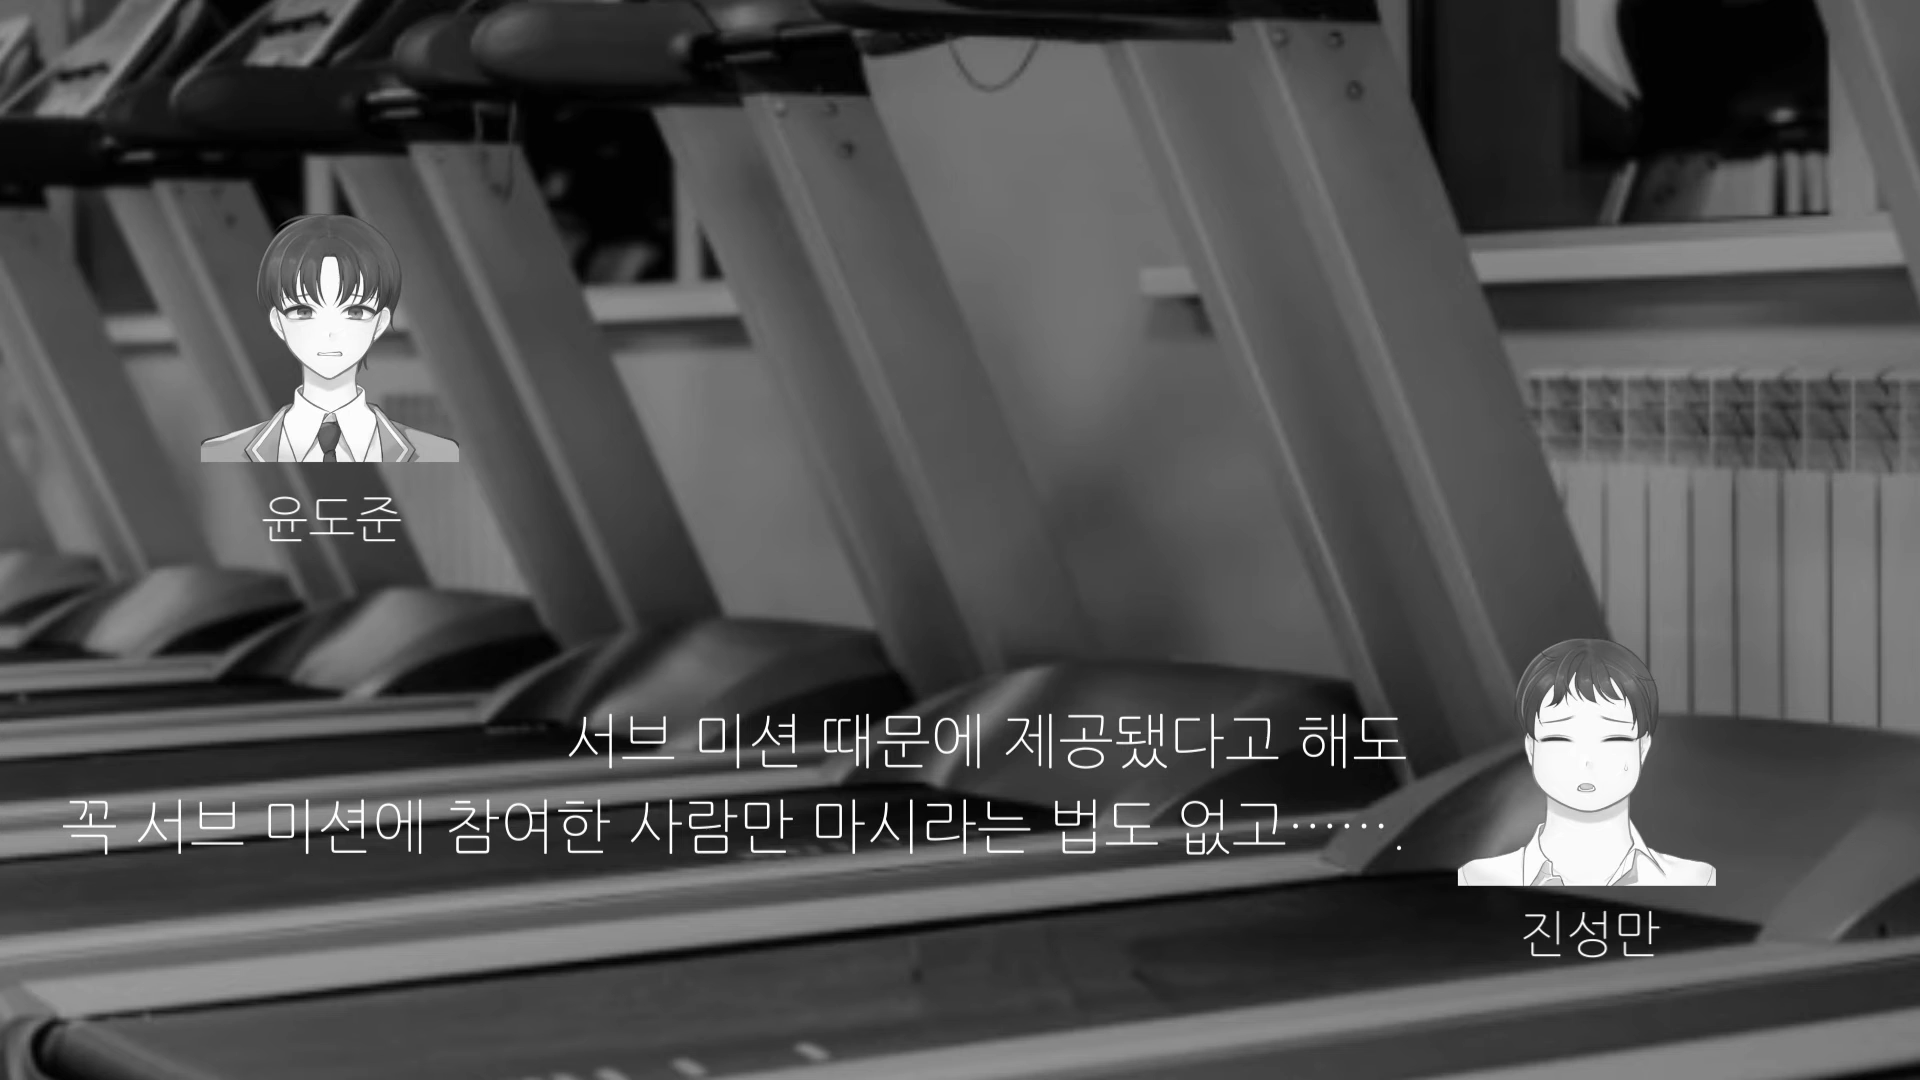 윤도준
서브 미션 때문에 제공됐다고 해도
꼭 서브 미션에 참여한 사람만 마시라는 법도 없고…….
진성만